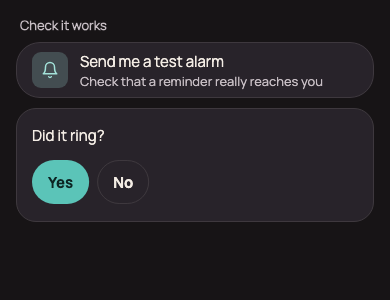 Check it works
Send me a test alarm
Check that a reminder really reaches you
Did it ring?
Yes
No